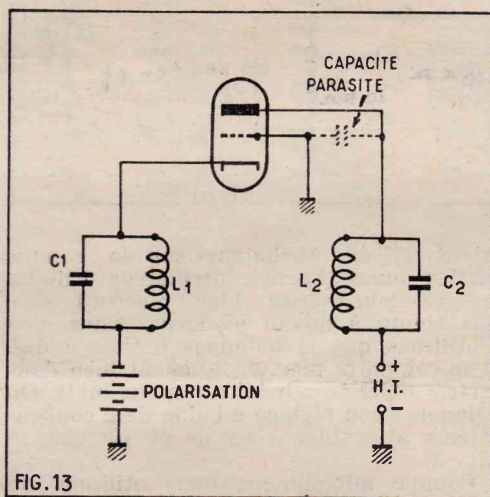 CAPACITE
PARASITE
C1
L1
L2
C2
+
H.T.
-
POLARISATION
FIG.13